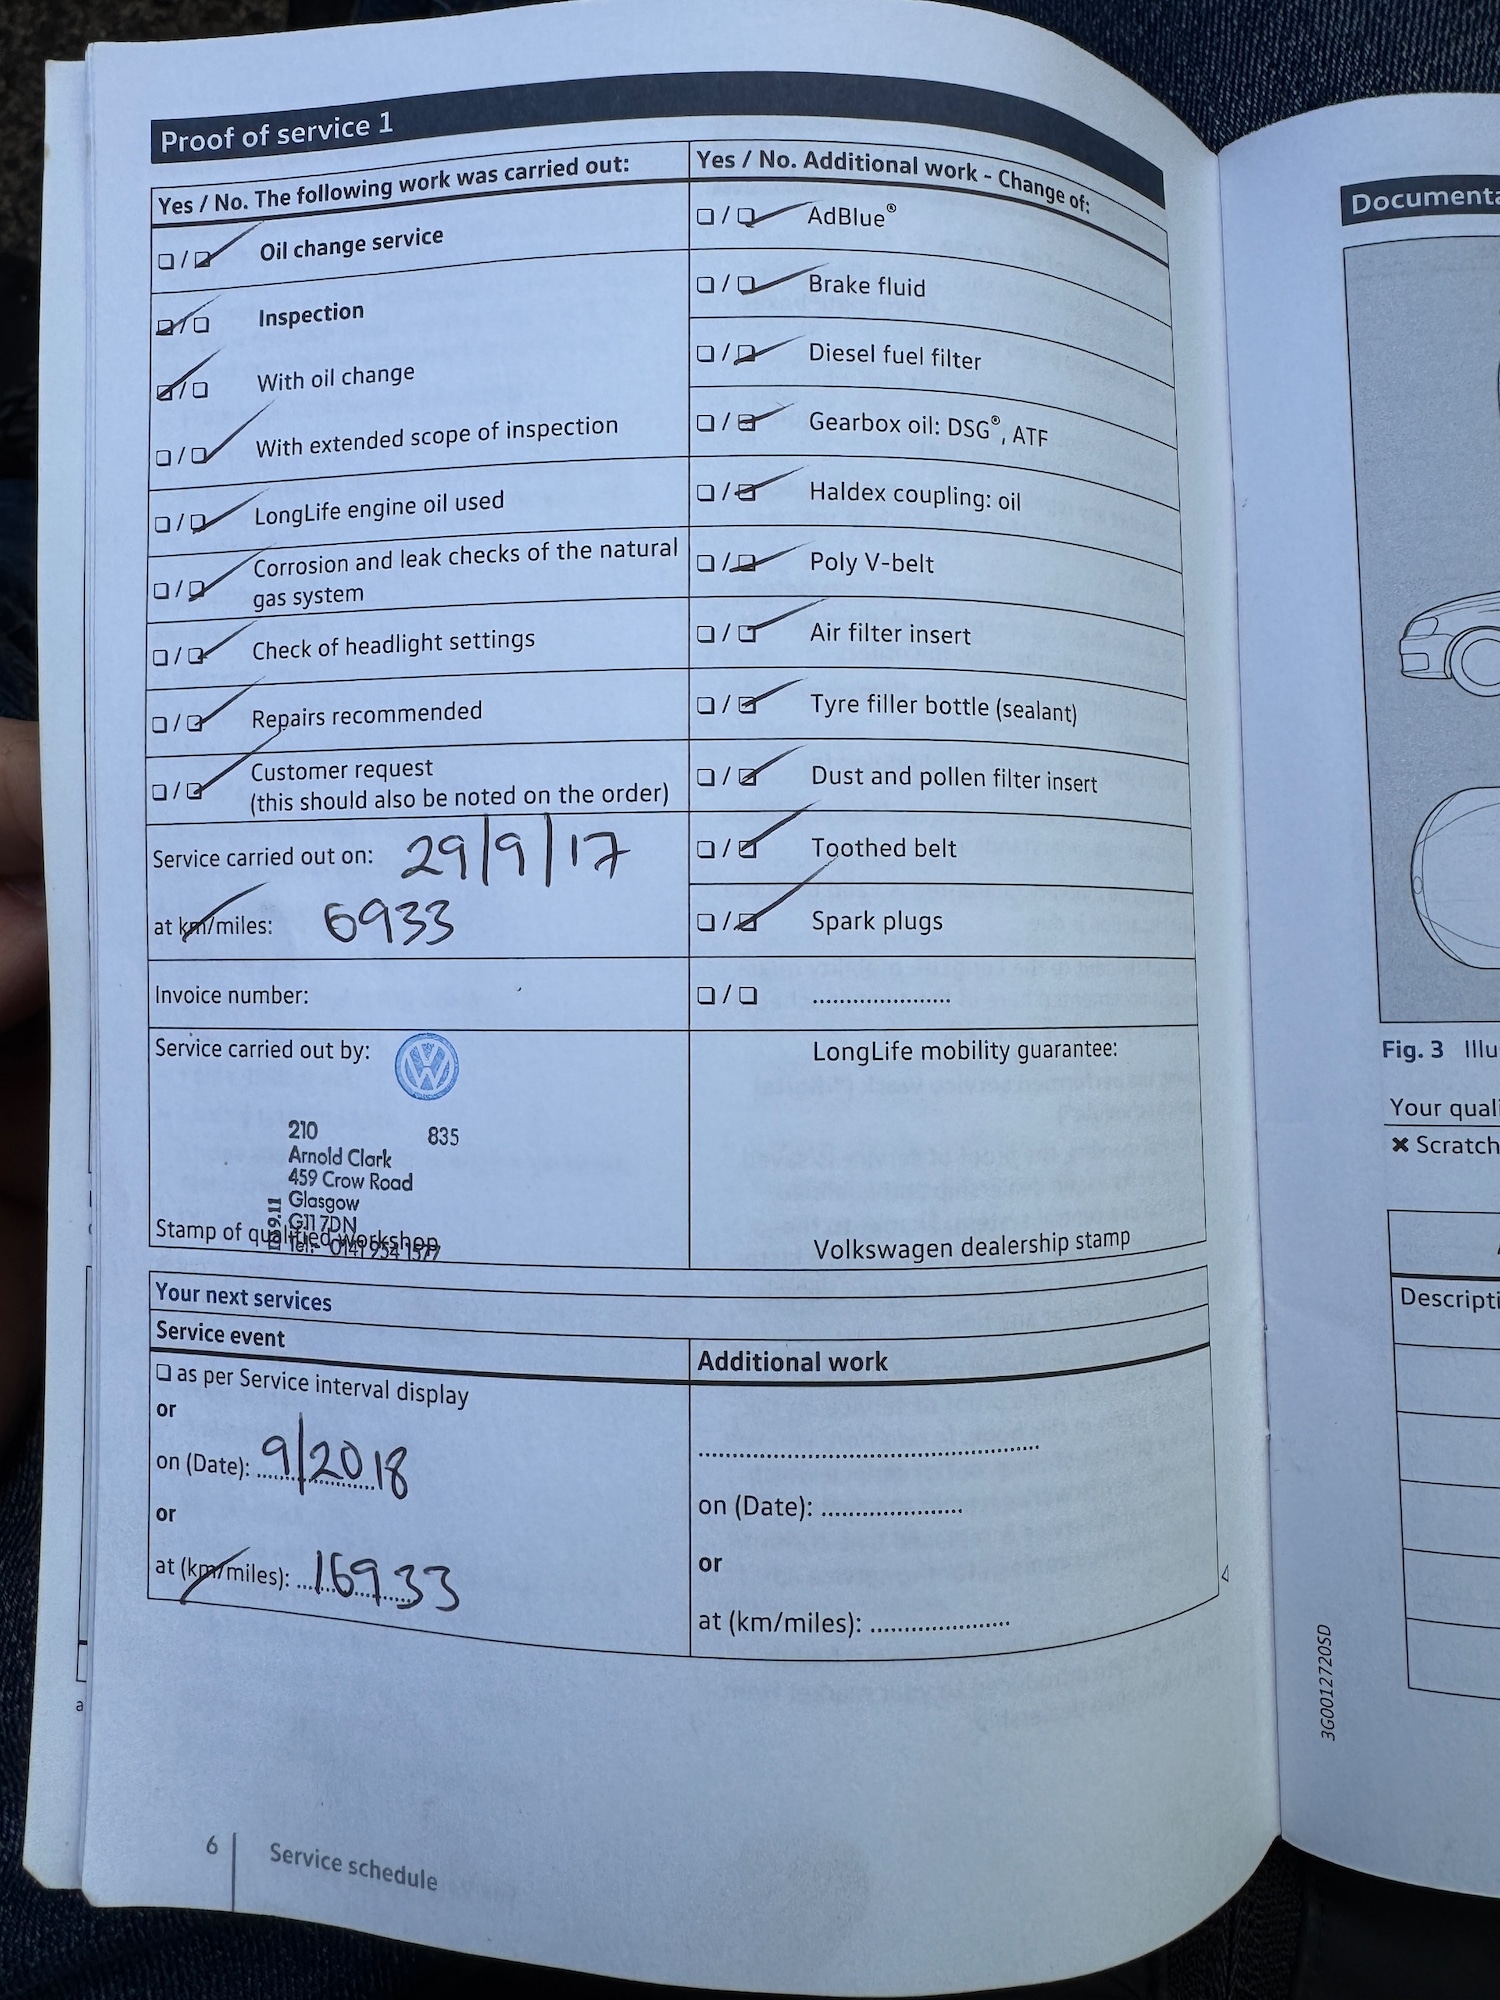 Proof of service 1
Yes / No. The following work was carried out:
Oil change service
Inspection
With oil change
With extended scope of inspection
LongLife engine oil used
Corrosion and leak checks of the natural
gas system
Check of headlight settings
Repairs recommended
Customer request
(this should also be noted on the order)
Service carried out on: 29/9/17
at km/miles: 6933
Invoice number:
Service carried out by:
210 835
Arnold Clark
459 Crow Road
Glasgow
G11 7DN
Tel:- 0141 954 1577
Stamp of qualified workshop
Yes / No. Additional work - Change of:
AdBlue®
Brake fluid
Diesel fuel filter
Gearbox oil: DSG®, ATF
Haldex coupling: oil
Poly V-belt
Air filter insert
Tyre filler bottle (sealant)
Dust and pollen filter insert
Toothed belt
Spark plugs
LongLife mobility guarantee:
Volkswagen dealership stamp
Your next services
Service event
as per Service interval display
or
on (Date): 9/2018
or
at (km/miles): 16933
Additional work
on (Date):
or
at (km/miles):
6 Service schedule
Fig. 3
Your
Scratch
3G0012720SD